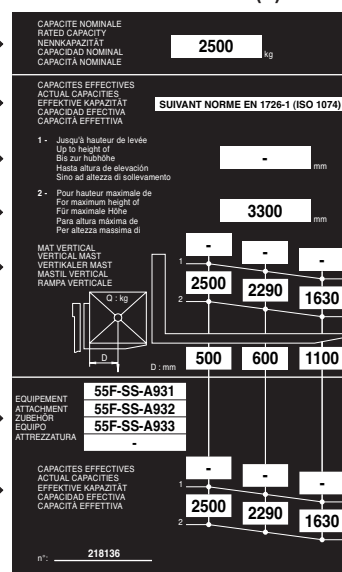 CAPACITE NOMINALE
RATED CAPACITY
NENNKAPAZITÄT
CAPACIDAD NOMINAL
CAPACITÀ NOMINALE
2500 kg
CAPACITES EFFECTIVES
ACTUAL CAPACITIES
EFFEKTIVE KAPAZITÄT
CAPACIDAD EFECTIVA
CAPACITÀ EFFETTIVA
SUIVANT NORME EN 1726-1 (ISO 1074)
1 - Jusqu'à hauteur de levée
Up to height of
Bis zur hubhöhe
Hasta altura de elevación
Sino ad altezza di sollevamento
- mm
2 - Pour hauteur maximale de
For maximum height of
Für maximale Höhe
Para altura máxima de
Per altezza massima di
3300 mm
MAT VERTICAL
VERTICAL MAST
VERTIKALER MAST
MASTIL VERTICAL
RAMPA VERTICALE
1 - - -
2 2500 2290 1630
Q : kg
D
D : mm 500 600 1100
EQUIPEMENT
ATTACHMENT
ZUBEHÖR
EQUIPO
ATTREZZATURA
55F-SS-A931
55F-SS-A932
55F-SS-A933
-
CAPACITES EFFECTIVES
ACTUAL CAPACITIES
EFFEKTIVE KAPAZITÄT
CAPACIDAD EFECTIVA
CAPACITÀ EFFETTIVA
1 - - -
2 2500 2290 1630
n°: 218136